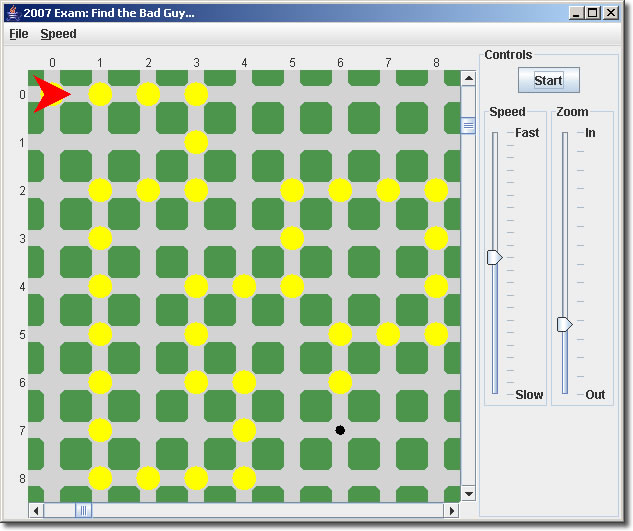 2007 Exam: Find the Bad Guy...
File Speed
Controls
Start
Speed
Zoom
Fast
In
Slow
Out
0 1 2 3 4 5 6 7 8
0
1
2
3
4
5
6
7
8